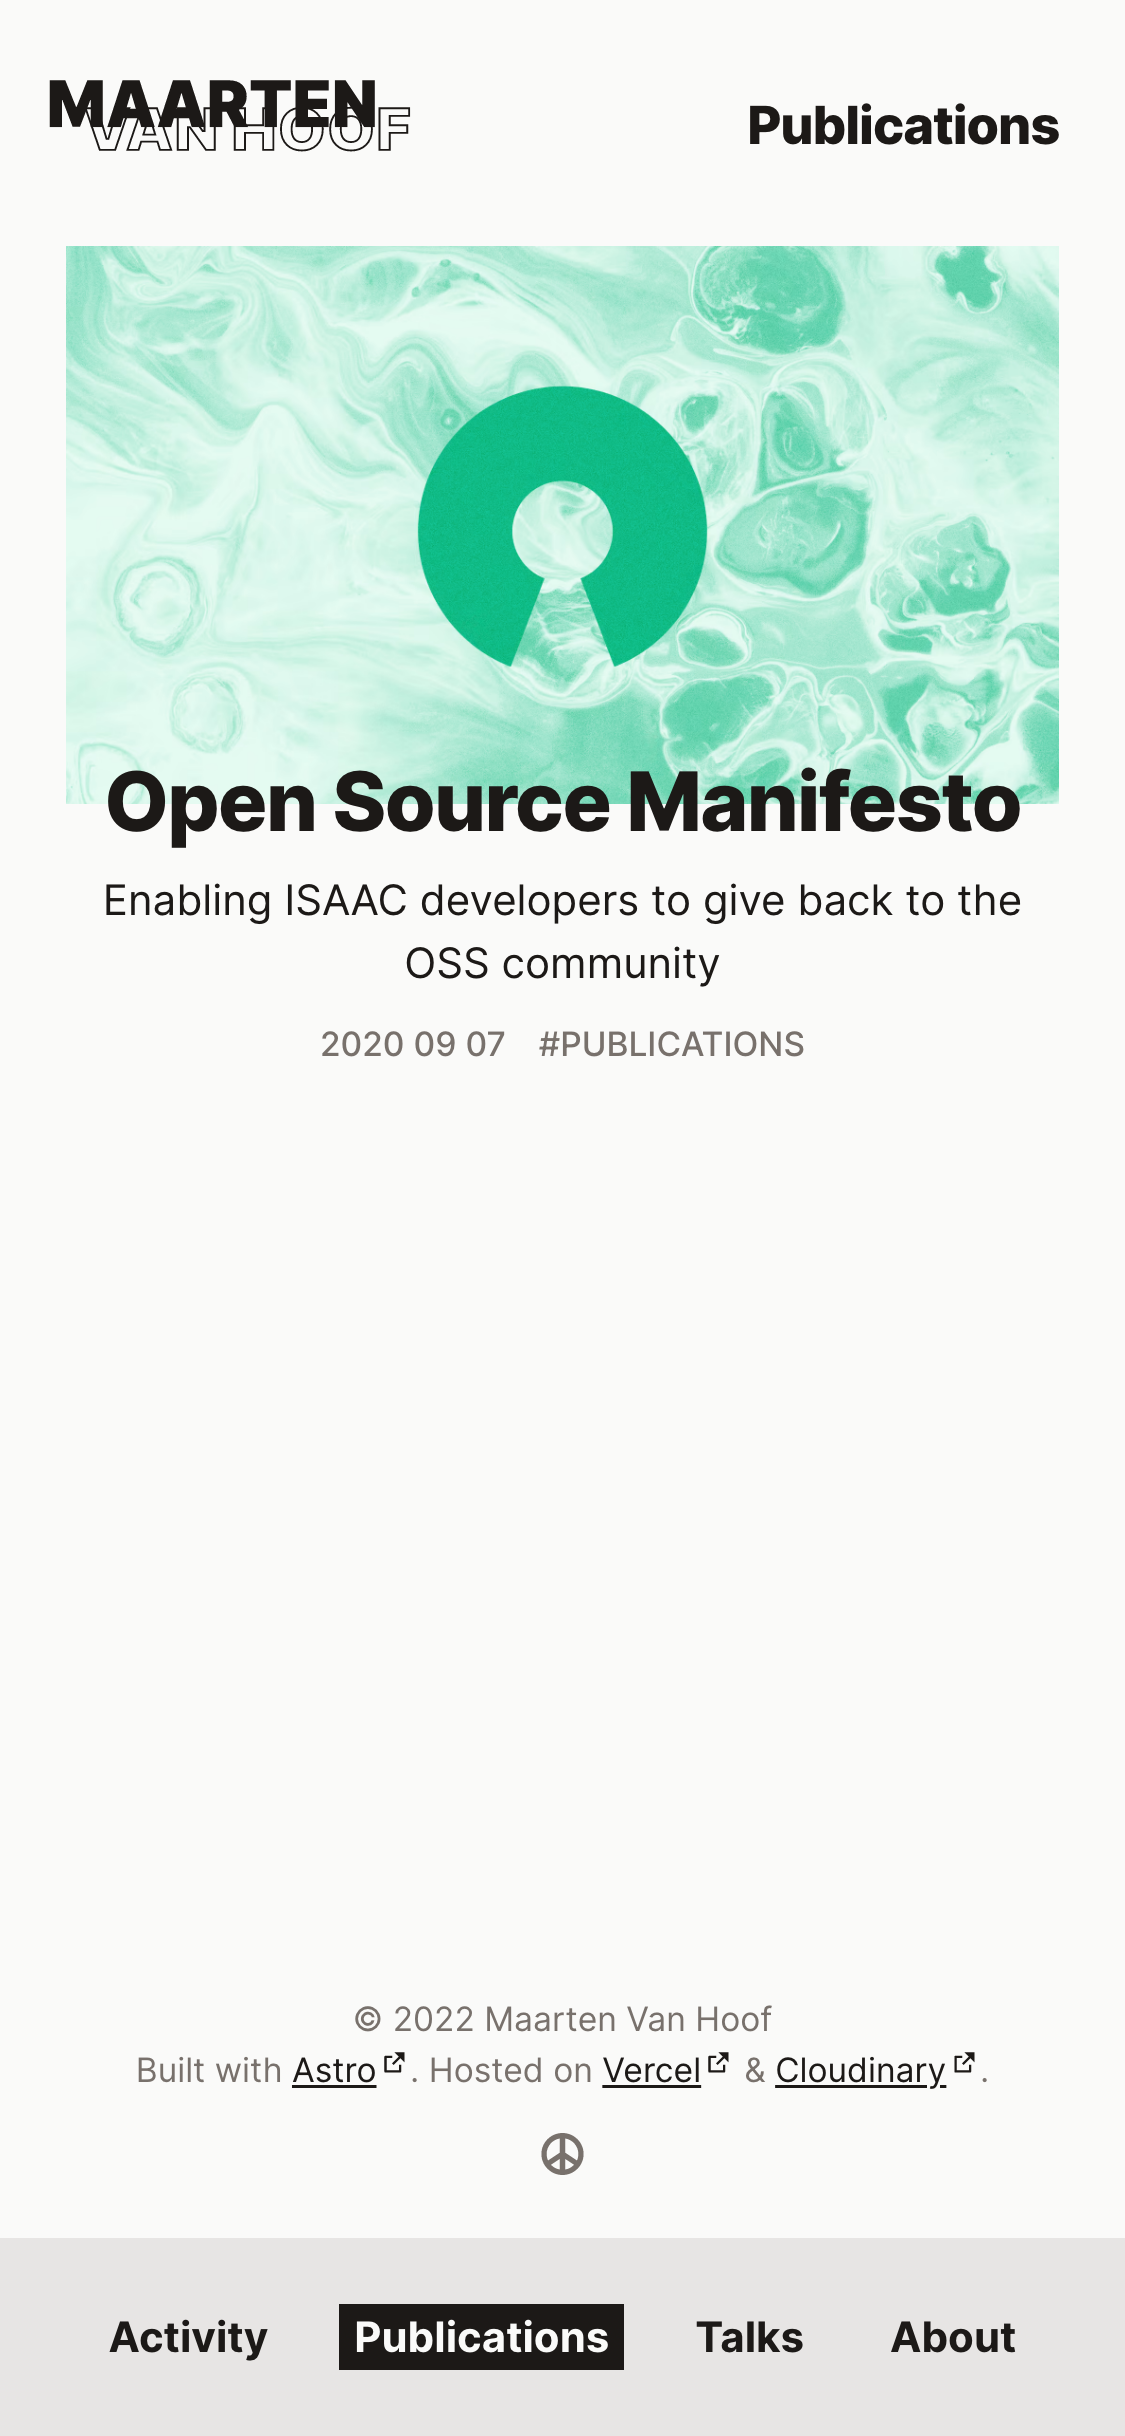 MAARTEN
VAN HOOF
Publications
Open Source Manifesto
Enabling ISAAC developers to give back to the
OSS community
2020 09 07 #PUBLICATIONS
© 2022 Maarten Van Hoof
Built with Astro. Hosted on Vercel & Cloudinary.
Activity Publications Talks About